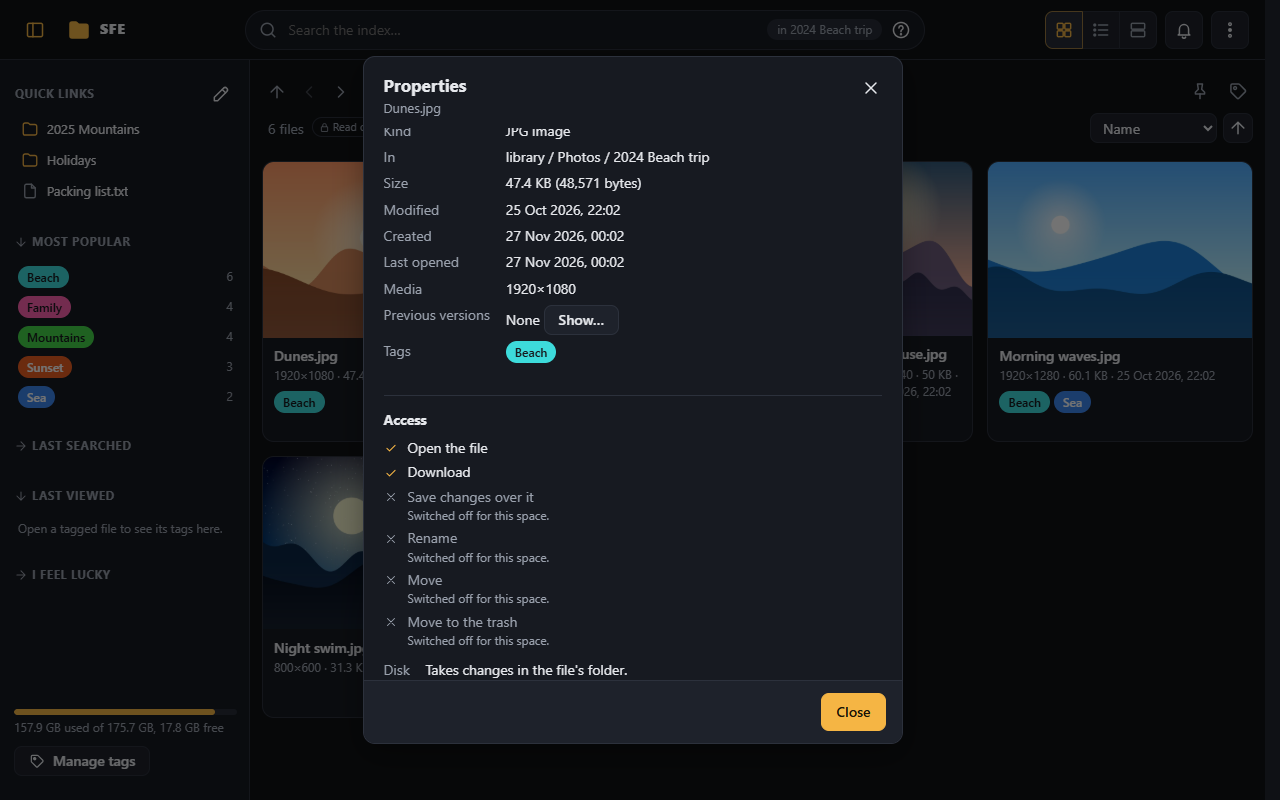 SFE
Search the index...
in 2024 Beach trip
QUICK LINKS
2025 Mountains
Holidays
Packing list.txt
MOST POPULAR
Beach 6
Family 4
Mountains 4
Sunset 3
Sea 2
LAST SEARCHED
LAST VIEWED
Open a tagged file to see its tags here.
I FEEL LUCKY
157.9 GB used of 175.7 GB, 17.8 GB free
Manage tags
6 files
Read
Name
Dunes.jpg
1920×1080 · 47.4
Beach
use.jpg
40 · 50 KB ·
26, 22:02
Morning waves.jpg
1920×1280 · 60.1 KB · 25 Oct 2026, 22:02
Beach Sea
Night swim.jp
800×600 · 31.3 K
Properties
Dunes.jpg
Kind JPG image
In library / Photos / 2024 Beach trip
Size 47.4 KB (48,571 bytes)
Modified 25 Oct 2026, 22:02
Created 27 Nov 2026, 00:02
Last opened 27 Nov 2026, 00:02
Media 1920×1080
Previous versions None Show...
Tags Beach
Access
Open the file
Download
Save changes over it
Switched off for this space.
Rename
Switched off for this space.
Move
Switched off for this space.
Move to the trash
Switched off for this space.
Disk Takes changes in the file's folder.
Close